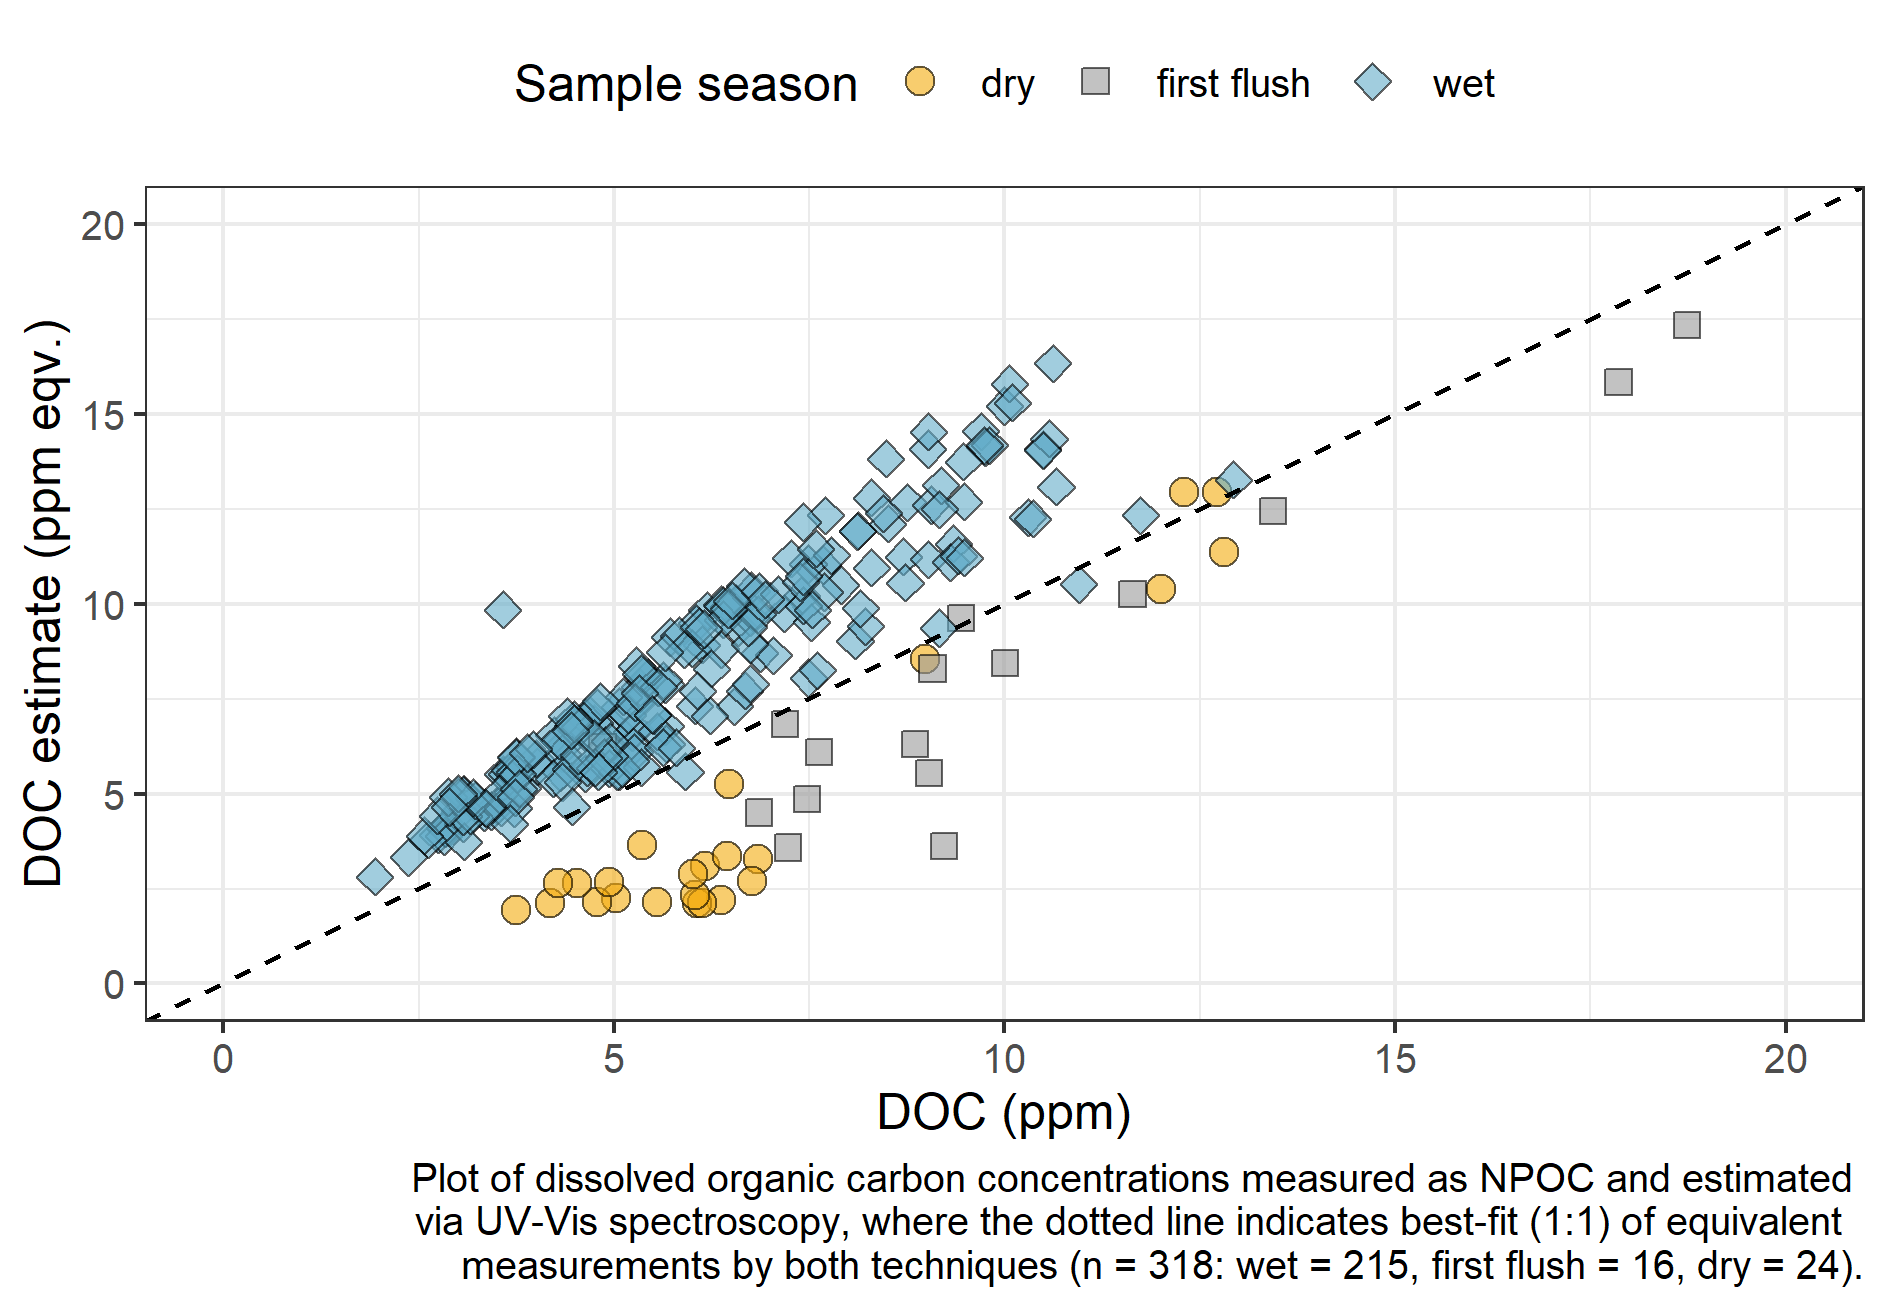 Sample season dry first flush wet
DOC estimate (ppm eqv.)
20
15
10
5
0
0 5 10 15 20
DOC (ppm)
Plot of dissolved organic carbon concentrations measured as NPOC and estimated
via UV-Vis spectroscopy, where the dotted line indicates best-fit (1:1) of equivalent
measurements by both techniques (n = 318: wet = 215, first flush = 16, dry = 24).